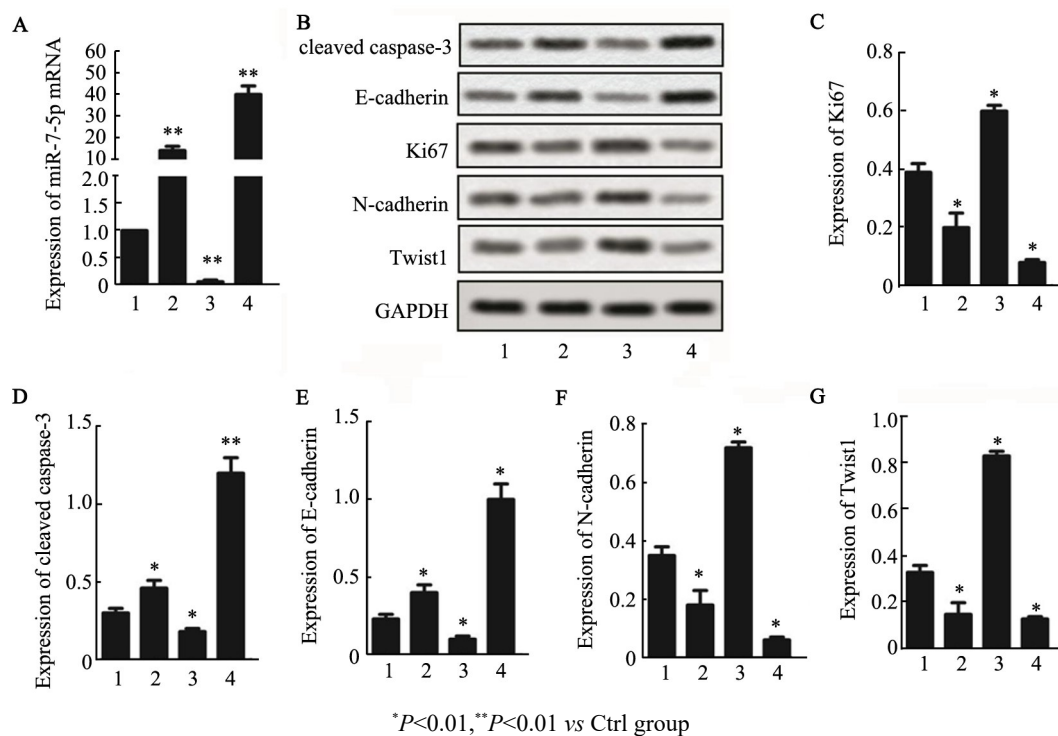 A
Expression of miR-7-5p mRNA
60
50
40
30
20
10
2.0
1.5
1.0
0.5
0
**
**
**
1 2 3 4
B
cleaved caspase-3
E-cadherin
Ki67
N-cadherin
Twist1
GAPDH
1 2 3 4
C
Expression of Ki67
0.8
0.6
0.4
0.2
0
*
*
*
1 2 3 4
D
Expression of cleaved caspase-3
1.5
1.0
0.5
0
*
*
**
1 2 3 4
E
Expression of E-cadherin
1.5
1.0
0.5
0
*
*
*
1 2 3 4
F
Expression of N-cadherin
0.8
0.6
0.4
0.2
0
*
*
*
1 2 3 4
G
Expression of Twist1
1.0
0.8
0.6
0.4
0.2
0
*
*
*
1 2 3 4
*P<0.01,**P<0.01 vs Ctrl group